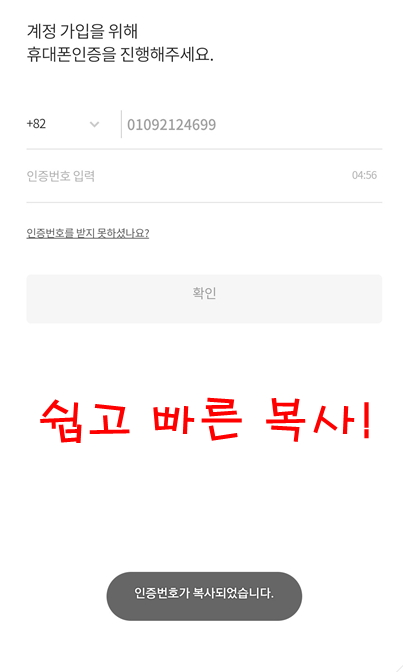 계정 가입을 위해
휴대폰인증을 진행해주세요.
+82 01092124699
인증번호 입력 04:56
인증번호를 받지 못하셨나요?
확인
쉽고 빠른 복사!
인증번호가 복사되었습니다.